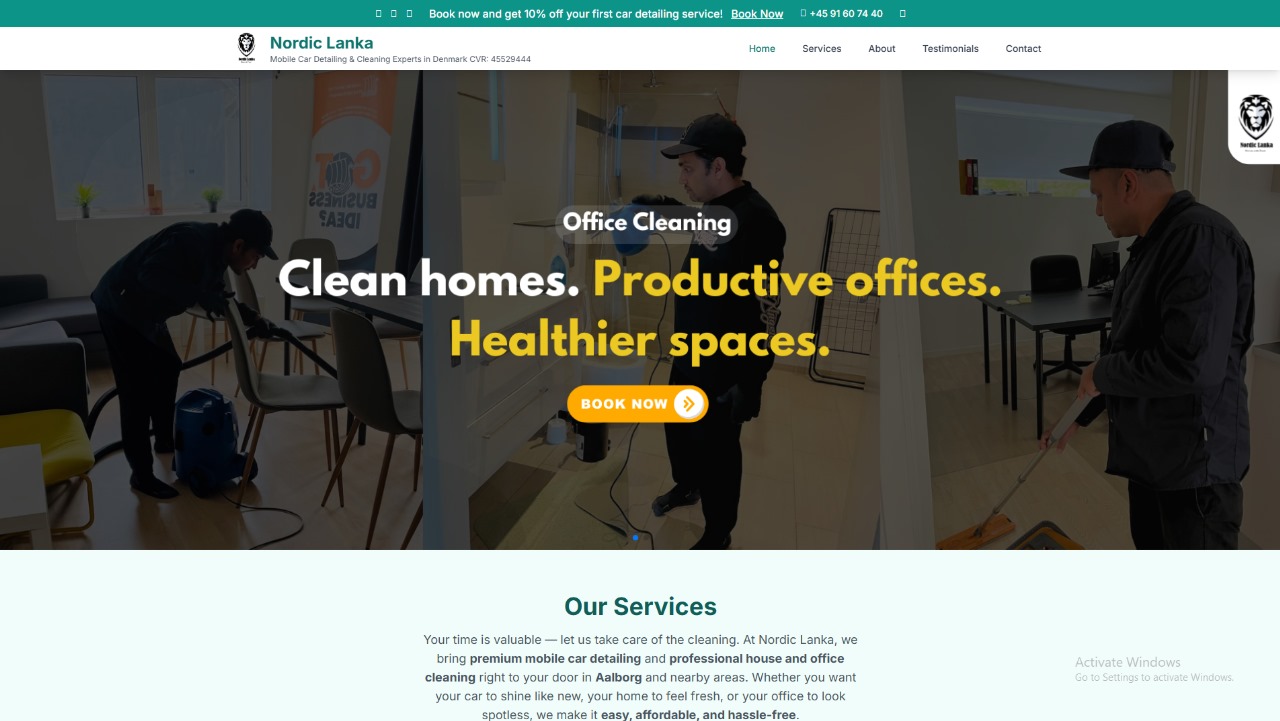 Book now and get 10% off your first car detailing service! Book Now +45 91 60 74 40
Nordic Lanka
Mobile Car Detailing & Cleaning Experts in Denmark CVR: 45529444
Home Services About Testimonials Contact
Nordic Lanka
Nordic Lanka
GOT
BUSINESS
IDEA?
Office Cleaning
Clean homes. Productive offices.
Healthier spaces.
BOOK NOW
Our Services
Your time is valuable — let us take care of the cleaning. At Nordic Lanka, we
bring premium mobile car detailing and professional house and office
cleaning right to your door in Aalborg and nearby areas. Whether you want
your car to shine like new, your home to feel fresh, or your office to look
spotless, we make it easy, affordable, and hassle-free.
Activate Windows
Go to Settings to activate Windows.